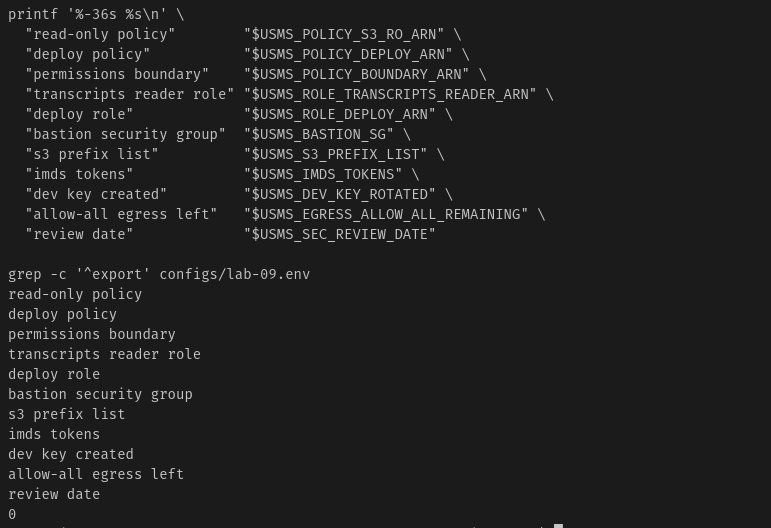 printf '%-36s %s\n' \
  "read-only policy"        "$USMS_POLICY_S3_RO_ARN" \
  "deploy policy"           "$USMS_POLICY_DEPLOY_ARN" \
  "permissions boundary"    "$USMS_POLICY_BOUNDARY_ARN" \
  "transcripts reader role" "$USMS_ROLE_TRANSCRIPTS_READER_ARN" \
  "deploy role"             "$USMS_ROLE_DEPLOY_ARN" \
  "bastion security group"  "$USMS_BASTION_SG" \
  "s3 prefix list"          "$USMS_S3_PREFIX_LIST" \
  "imds tokens"             "$USMS_IMDS_TOKENS" \
  "dev key created"         "$USMS_DEV_KEY_ROTATED" \
  "allow-all egress left"   "$USMS_EGRESS_ALLOW_ALL_REMAINING" \
  "review date"             "$USMS_SEC_REVIEW_DATE"

grep -c '^export' configs/lab-09.env
read-only policy
deploy policy
permissions boundary
transcripts reader role
deploy role
bastion security group
s3 prefix list
imds tokens
dev key created
allow-all egress left
review date
0